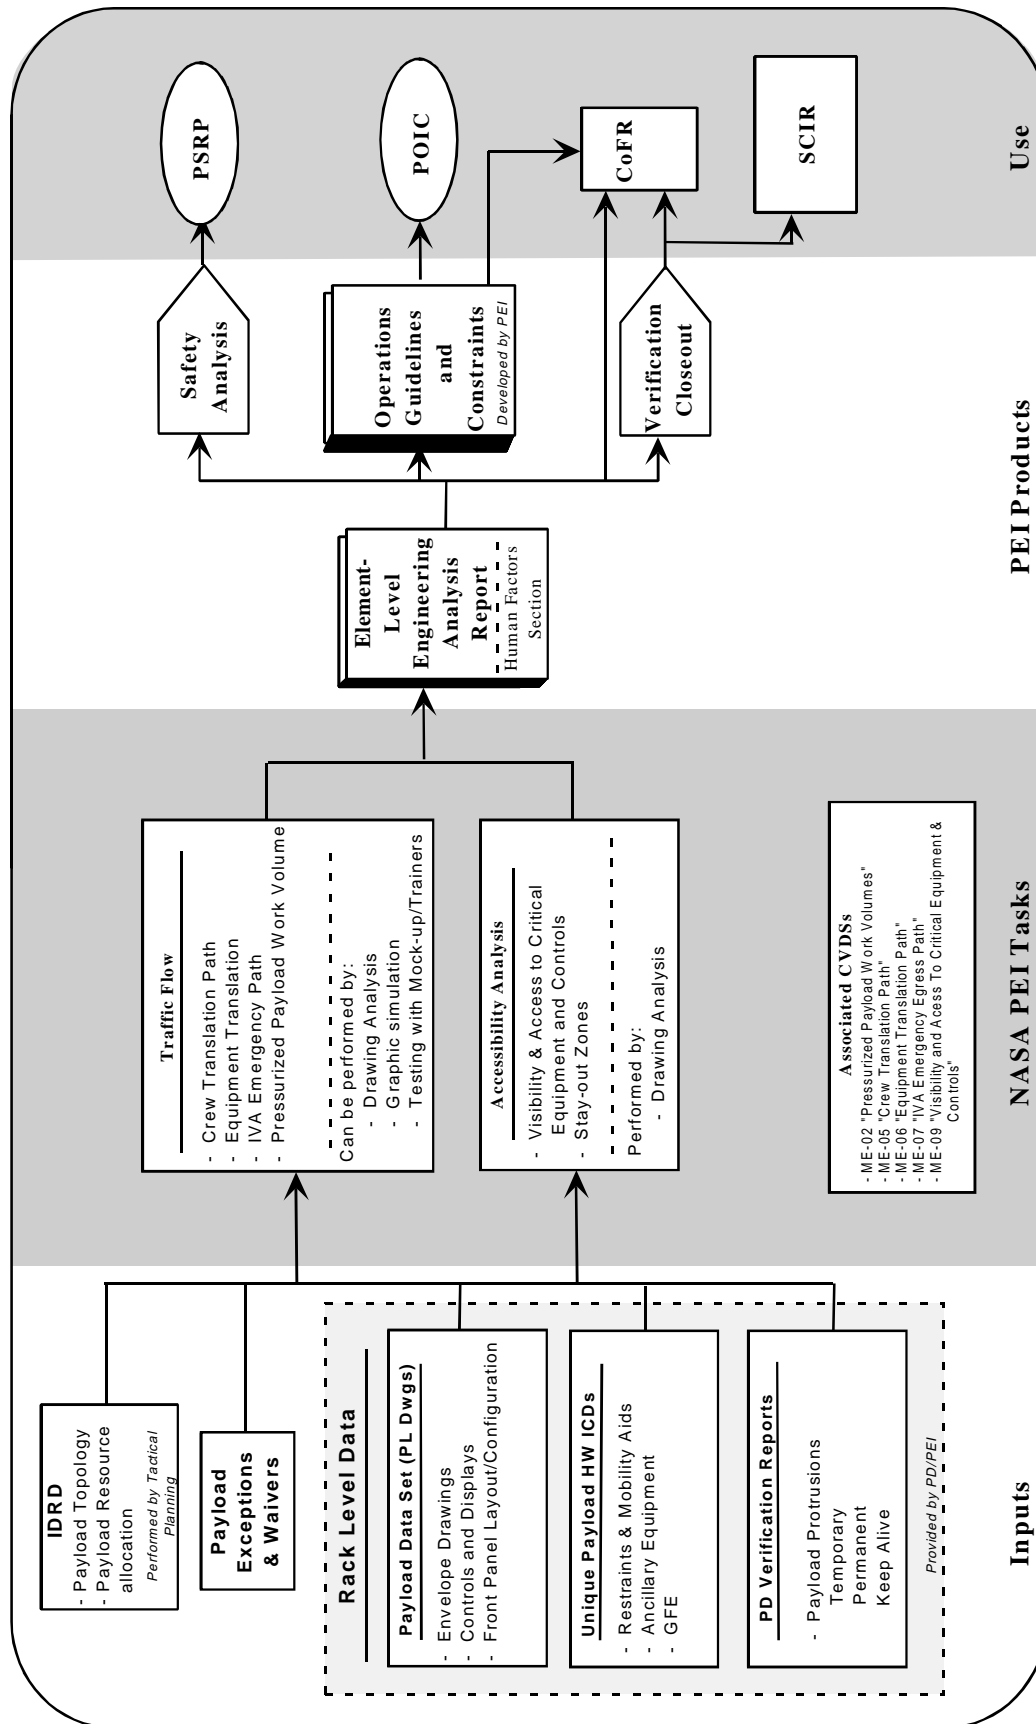 IDRD
- Payload Topology
- Payload Resource
allocation
Performed by Tactical
Planning
Payload
Exceptions
& Waivers
Rack Level Data
Payload Data Set (PL Dwgs)
- Envelope Drawings
- Controls and Displays
- Front Panel Layout/Configuration
Unique Payload HW ICDs
- Restraints & Mobility Aids
- Ancillary Equipment
- GFE
PD Verification Reports
- Payload Protrusions
Temporary
Permanent
Keep Alive
Provided by PD/PEI
Inputs
Traffic Flow
- Crew Translation Path
- Equipment Translation
- IVA Emergency Path
- Pressurized Payload Work Volume
Can be performed by:
- Drawing Analysis
- Graphic simulation
- Testing with Mock-up/Trainers
Accessibility Analysis
- Visibility & Access to Critical
Equipment and Controls
- Stay-out Zones
Performed by:
- Drawing Analysis
Associated CVDSs
- ME-02 "Pressurized Payload Work Volumes"
- ME-05 "Crew Translation Path"
- ME-06 "Equipment Translation Path"
- ME-07 "IVA Emergency Egress Path"
- ME-09 "Visibility and Acess To Critical Equipment &
Controls"
NASA PEI Tasks
Element-
Level
Engineering
Analysis
Report
Human Factors
Section
Safety
Analysis
Operations
Guidelines
and
Constraints
Developed by PEI
Verification
Closeout
PEI Products
PSRP
POIC
CoFR
SCIR
Use